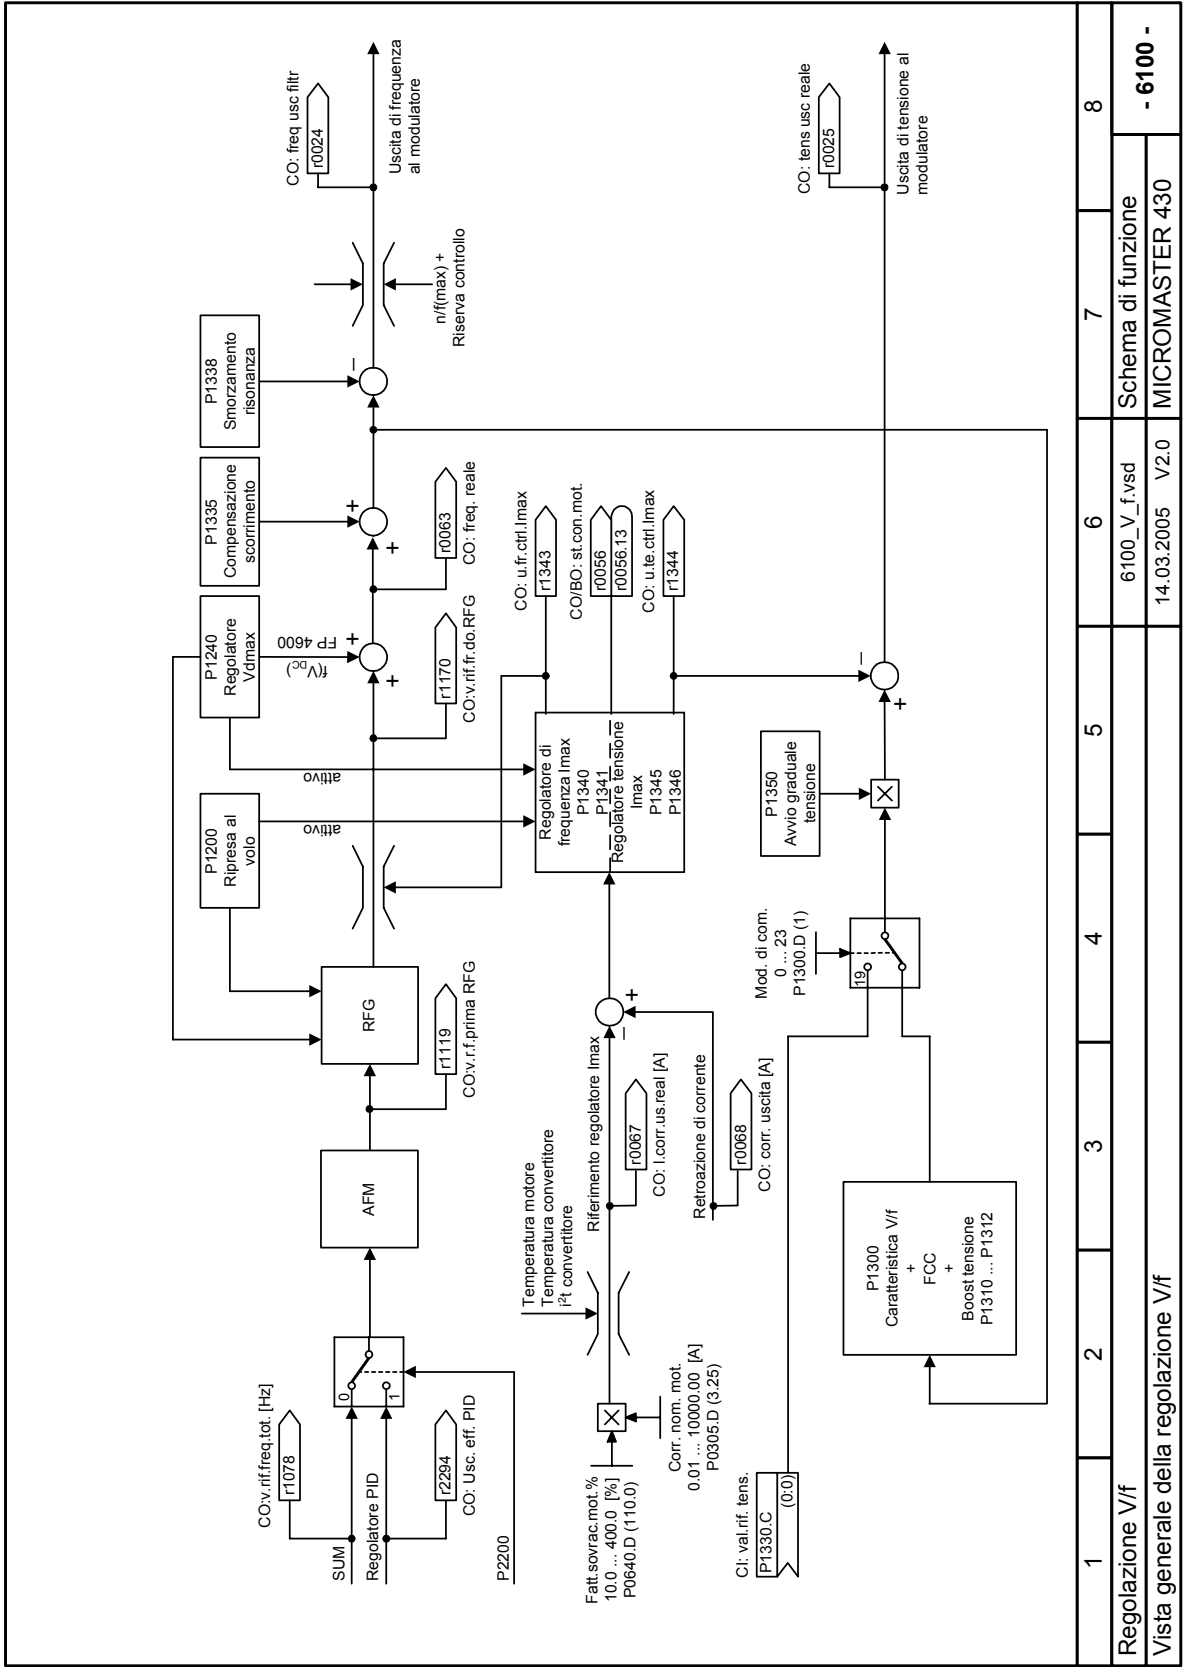 CO:v.rif.freq.tot. [Hz]
r1078
SUM
Regolatore PID
r2294
CO: Usc. eff. PID
P2200
0
1
AFM
r1119
CO:v.r.f.prima RFG
RFG
P1200
Ripresa al
volo
attivo
P1240
Regolatore
Vdmax
attivo
f(VDC)
FP 4600
+
+
r1170
CO:v.rif.fr.do.RFG
P1335
Compensazione
scorrimento
+
+
r0063
CO: freq. reale
P1338
Smorzamento
risonanza
–
n/f(max) +
Riserva controllo
CO: freq usc filtr
r0024
Uscita di frequenza
al modulatore
Fatt.sovrac.mot.%
10.0 ... 400.0 [%]
P0640.D (110.0)
Corr. nom. mot.
0.01 ... 10000.00 [A]
P0305.D (3.25)
Temperatura motore
Temperatura convertitore
i²t convertitore
Riferimento regolatore Imax
r0067
CO: I.corr.us.real [A]
Retroazione di corrente
r0068
CO: corr. uscita [A]
–
+
Regolatore di
frequenza Imax
P1340
P1341
Regolatore tensione
Imax
P1345
P1346
CO: u.fr.ctrl.Imax
r1343
CO/BO: st.con.mot.
r0056
r0056.13
CO: u.te.ctrl.Imax
r1344
CI: val.rif. tens.
P1330.C
(0:0)
P1300
Caratteristica V/f
+
FCC
+
Boost tensione
P1310 ... P1312
Mod. di com.
0 ... 23
P1300.D (1)
19
P1350
Avvio graduale
tensione
+
–
CO: tens usc reale
r0025
Uscita di tensione al
modulatore
1 2 3 4 5 6 7 8
Regolazione V/f
6100_V_f.vsd
Schema di funzione
- 6100 -
Vista generale della regolazione V/f
14.03.2005 V2.0
MICROMASTER 430